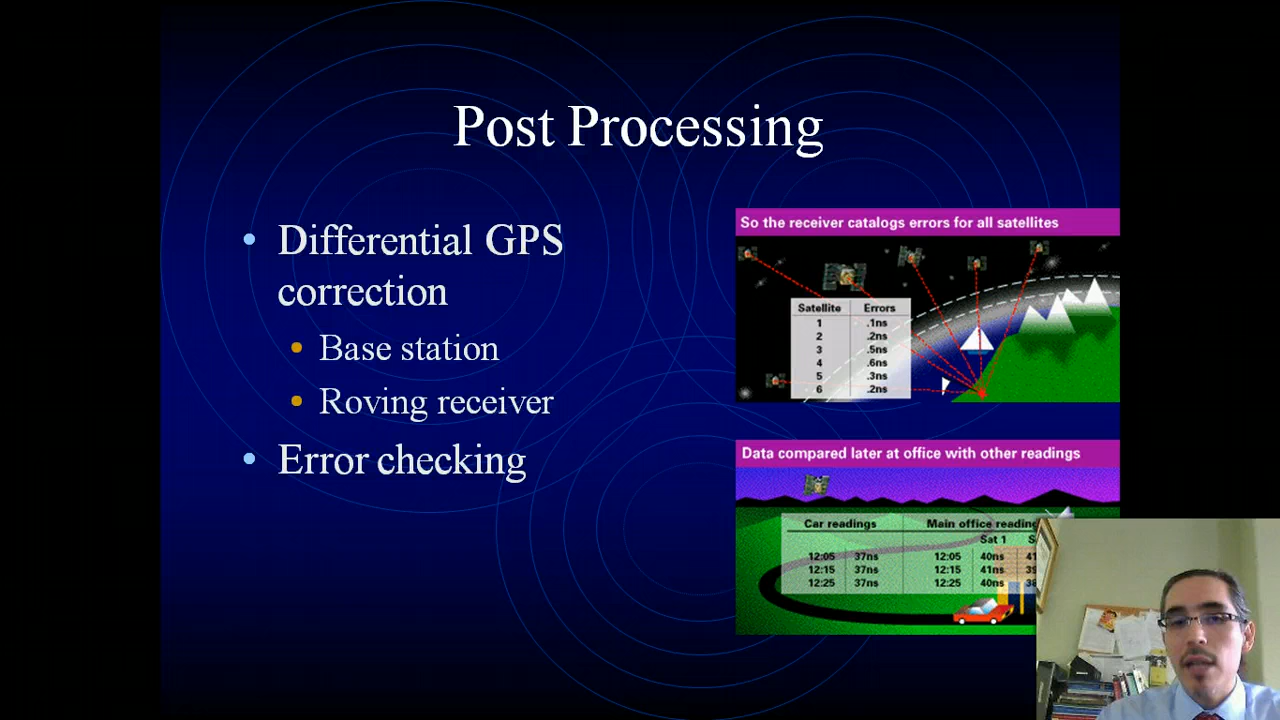 Post Processing
• Differential GPS
correction
• Base station
• Roving receiver
• Error checking
So the receiver catalogs errors for all satellites
Satellite Errors
1 .1ns
2 .2ns
3 .5ns
4 .6ns
5 .3ns
6 .2ns
Data compared later at office with other readings
Car readings Main office
Sat 1
12:05 37ns 12:05 40ns
12:15 37ns 12:15 41ns
12:25 37ns 12:25 40ns